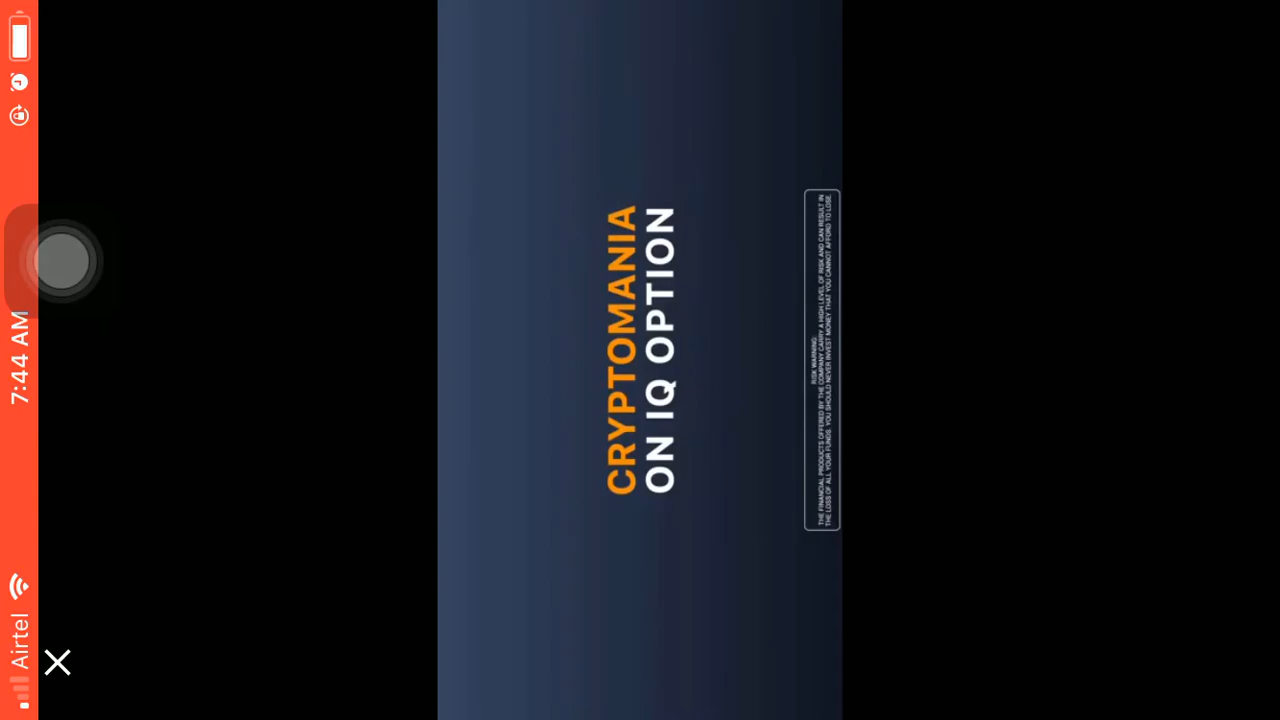 Airtel 7:44 AM
CRYPTOMANIA
ON IQ OPTION
RISK WARNING:
THE FINANCIAL PRODUCTS OFFERED BY THE COMPANY CARRY A HIGH LEVEL OF RISK AND CAN RESULT IN
THE LOSS OF ALL YOUR FUNDS. YOU SHOULD NEVER INVEST MONEY THAT YOU CANNOT AFFORD TO LOSE.